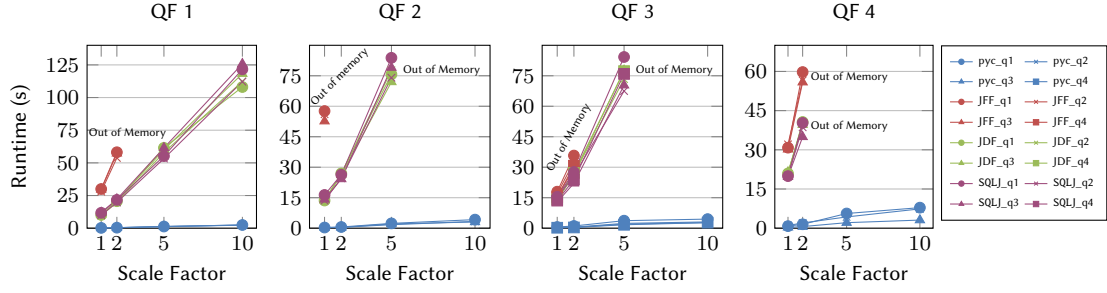 QF 1
QF 2
QF 3
QF 4
Runtime (s)
125
100
75
50
25
0
Out of Memory
1 2 5 10
Scale Factor
75
60
45
30
15
0
Out of memory
Out of Memory
1 2 5 10
Scale Factor
75
60
45
30
15
0
Out of Memory
Out of Memory
1 2 5 10
Scale Factor
60
40
20
0
Out of Memory
Out of Memory
1 2 5 10
Scale Factor
pyc_q1 pyc_q2
pyc_q3 pyc_q4
JFF_q1 JFF_q2
JFF_q3 JFF_q4
JDF_q1 JDF_q2
JDF_q3 JDF_q4
SQLJ_q1 SQLJ_q2
SQLJ_q3 SQLJ_q4